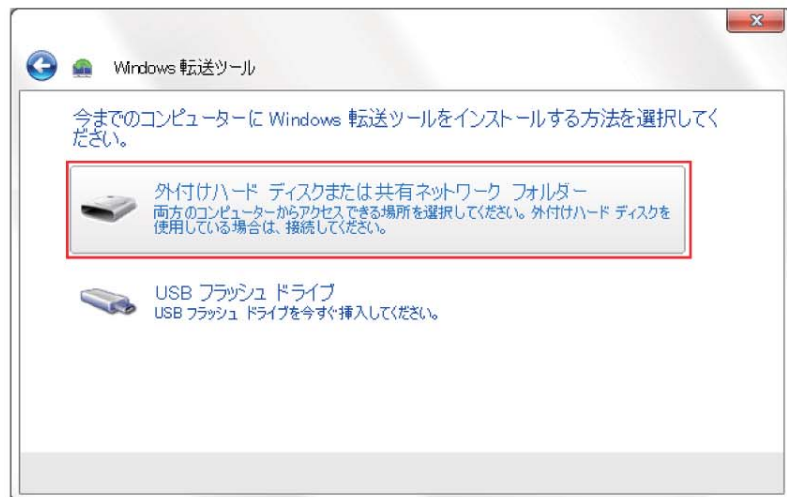 Windows 転送ツール
今までのコンピューターに Windows 転送ツールをインストールする方法を選択してく
ださい。
外付けハード ディスクまたは共有ネットワーク フォルダー
両方のコンピューターからアクセスできる場所を選択してください。外付けハード ディスクを
使用している場合は、接続してください。
USB フラッシュ ドライブ
USB フラッシュ ドライブを今すぐ挿入してください。